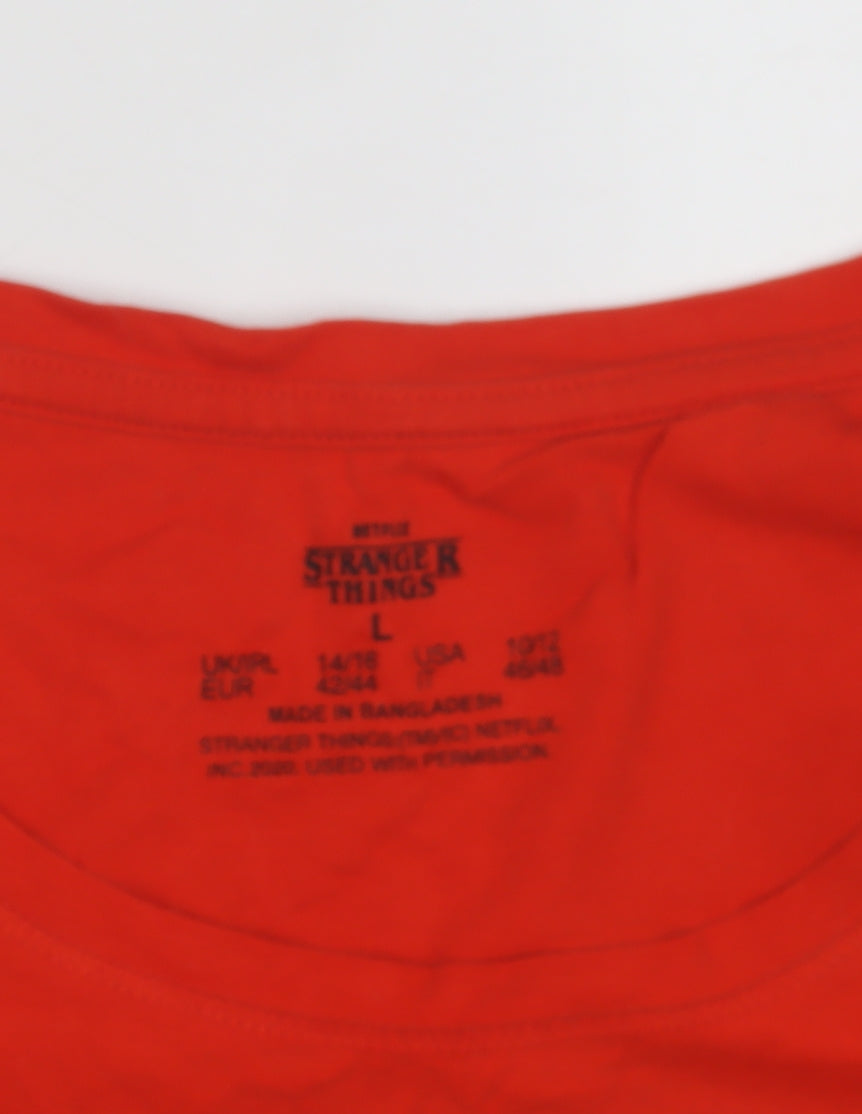 NETFLIX
STRANGER
THINGS
L
UK/IRL 14/16 USA 10/12
EUR 42/44 IT 46/48
MADE IN BANGLADESH
STRANGER THINGS(TM)/(C) NETFLIX,
INC.2020. USED WITH PERMISSION.